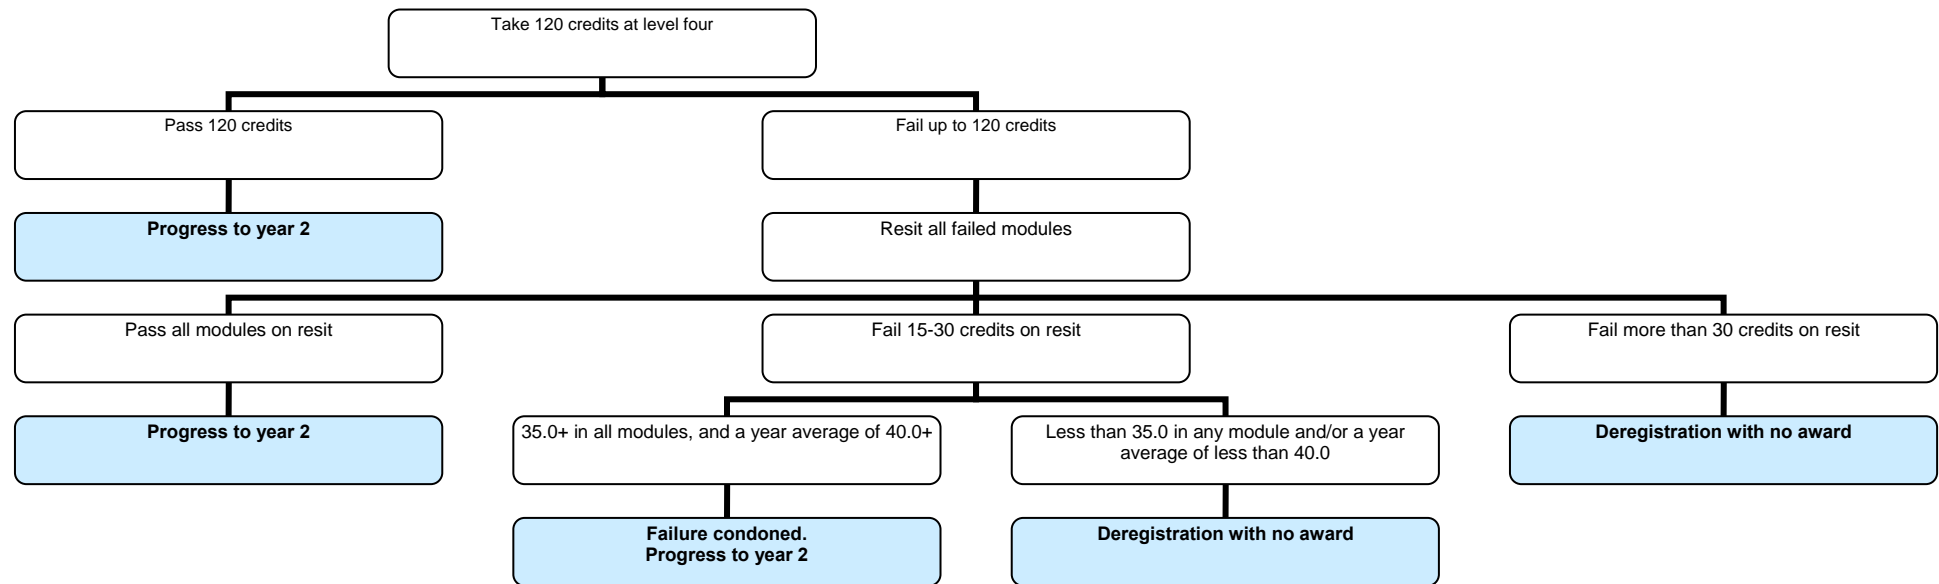 Take 120 credits at level four
Pass 120 credits
Fail up to 120 credits
Progress to year 2
Resit all failed modules
Pass all modules on resit
Fail 15-30 credits on resit
Fail more than 30 credits on resit
Progress to year 2
35.0+ in all modules, and a year average of 40.0+
Less than 35.0 in any module and/or a year
average of less than 40.0
Deregistration with no award
Failure condoned.
Progress to year 2
Deregistration with no award